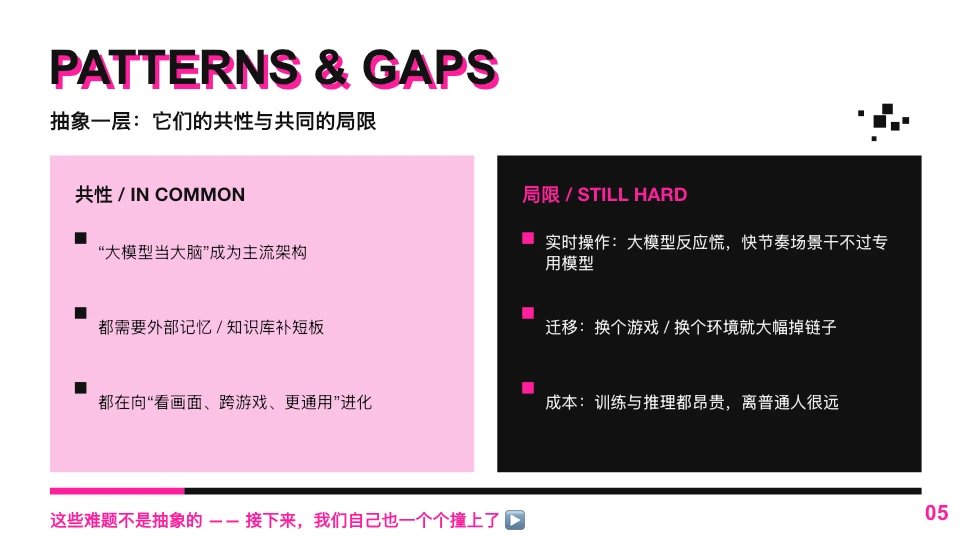 PATTERNS & GAPS
抽象一层：它们的共性与共同的局限
共性 / IN COMMON
“大模型当大脑”成为主流架构
都需要外部记忆 / 知识库补短板
都在向“看画面、跨游戏、更通用”进化
局限 / STILL HARD
实时操作：大模型反应慌，快节奏场景干不过专
用模型
迁移：换个游戏 / 换个环境就大幅掉链子
成本：训练与推理都昂贵，离普通人很远
这些难题不是抽象的 —— 接下来，我们自己也一个个撞上了 ▶️
05